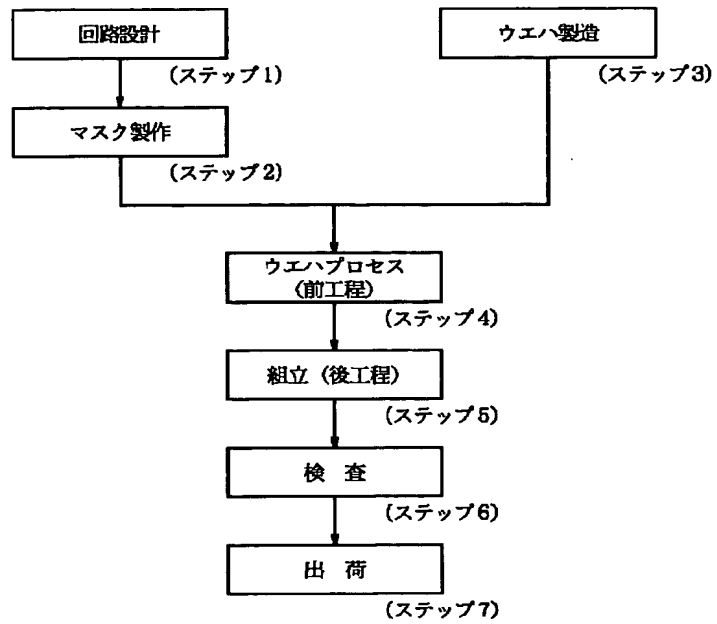 回路設計
(ステップ1)
ウエハ製造
(ステップ3)
マスク製作
(ステップ2)
ウエハプロセス
(前工程)
(ステップ4)
組立 (後工程)
(ステップ5)
検 査
(ステップ6)
出 荷
(ステップ7)